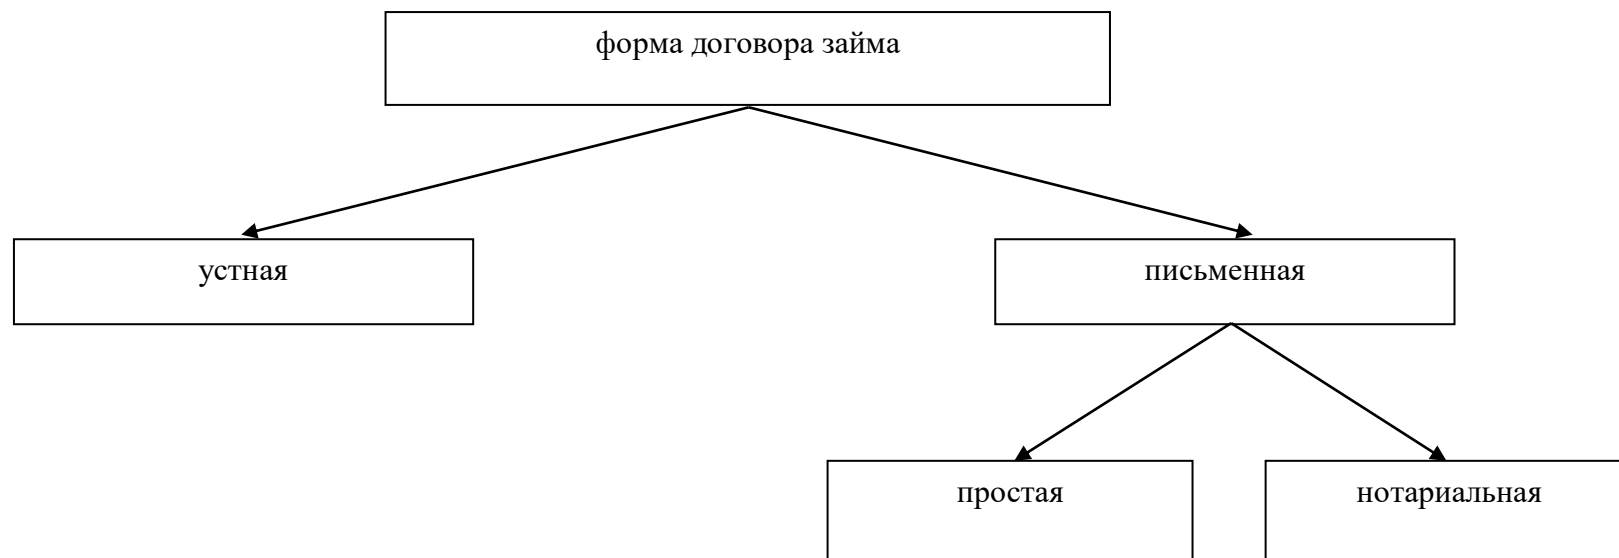 форма договора займа
устная
письменная
простая
нотариальная